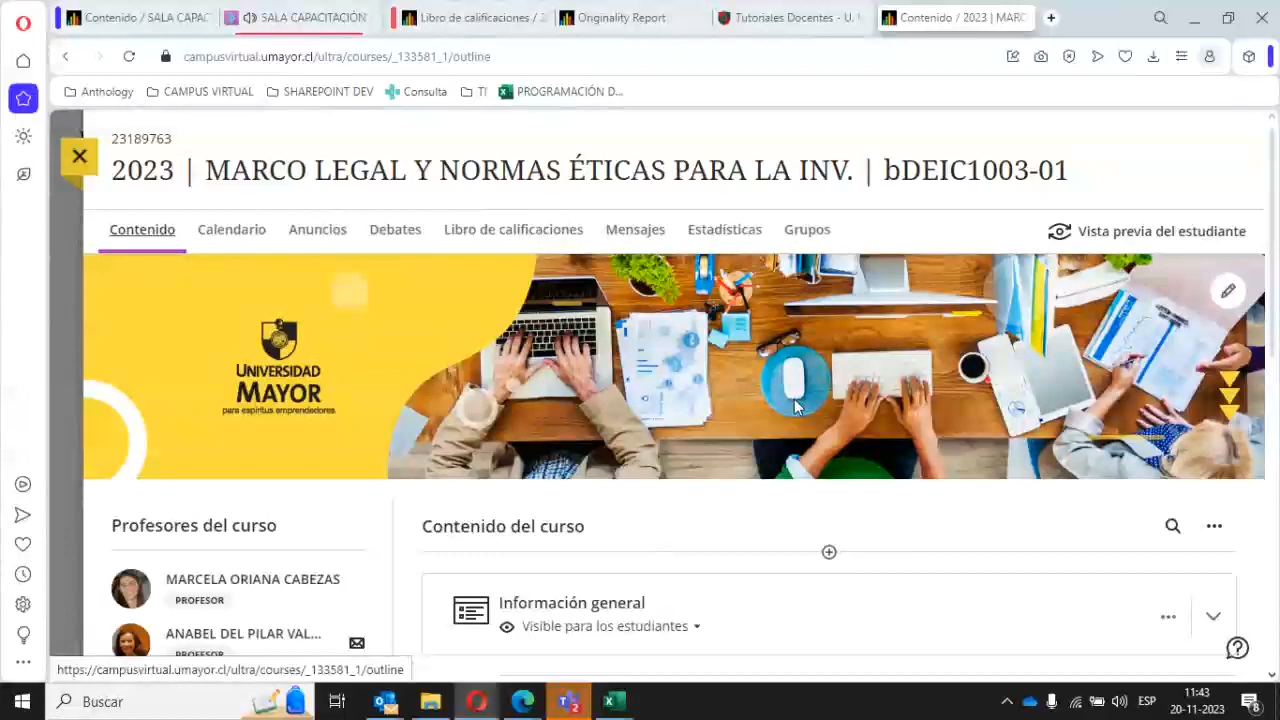 Contenido / SALA CAPAC
SALA CAPACITACIÓN
Libro de calificaciones / 2
Originality Report
Tutoriales Docentes - U.
Contenido / 2023 | MARC
campusvirtual.umayor.cl/ultra/courses/_133581_1/outline
Anthology
CAMPUS VIRTUAL
SHAREPOINT DEV
Consulta
TI
PROGRAMACIÓN D...
23189763
2023 | MARCO LEGAL Y NORMAS ÉTICAS PARA LA INV. | bDEIC1003-01
Contenido
Calendario
Anuncios
Debates
Libro de calificaciones
Mensajes
Estadísticas
Grupos
Vista previa del estudiante
UNIVERSIDAD
MAYOR
para espíritus emprendedores
Profesores del curso
MARCELA ORIANA CABEZAS
PROFESOR
ANABEL DEL PILAR VAL...
PROFESOR
Contenido del curso
Información general
Visible para los estudiantes
https://campusvirtual.umayor.cl/ultra/courses/_133581_1/outline
Buscar
2
ESP
11:43
20-11-2023
8